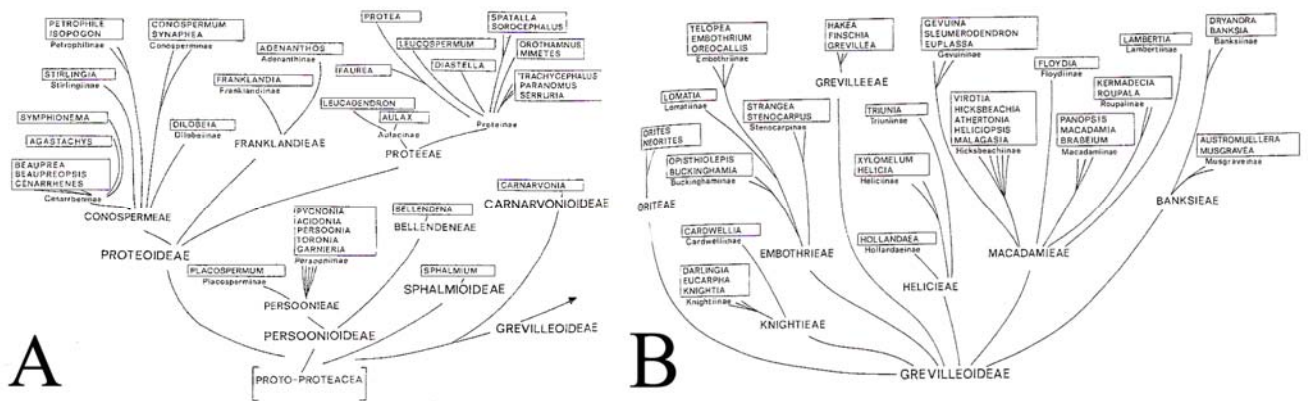 PETROPHILE
ISOPOGON
Petrophilinae
CONOSPERMUM
SYNAPHEA
Conosperminae
STIRLINGIA
Stirlingiinae
SYMPHIONEMA
AGASTACHYS
BEAUPREA
BEAUPREOPSIS
CENARRHENES
Cenarrheninae
DILOBEIA
Dilobeiinae
CONOSPERMEAE
ADENANTHOS
Adenanthinae
FRANKLANDIA
Franklandiinae
FRANKLANDIEAE
PROTEA
LEUCOSPERMUM
FAUREA
DIASTELLA
SPATALLA
SOROCEPHALUS
OROTHAMNUS
MIMETES
TRACHYCEPHALUS
PARANOMUS
SERRURIA
Proteinae
LEUCADENDRON
AULAX
Aulacinae
PROTEEAE
PROTEOIDEAE
PLACOSPERMUM
Placosperminae
PYCNONIA
ACIDONIA
PERSOONIA
TORONIA
GARNIERIA
Persooniinae
PERSOONIEAE
BELLENDENA
BELLENDENEAE
PERSOONIOIDEAE
SPHALMIUM
SPHALMIOIDEAE
CARNARVONIA
CARNARVONIOIDEAE
GREVILLEOIDEAE
[PROTO-PROTEACEA]
A
TELOPEA
EMBOTHRIUM
OREOCALLIS
Embothriinae
LOMATIA
Lomatiinae
STRANGEA
STENOCARPUS
Stenocarpinae
ORITES
NEORITES
ORITEAE
OPISTHIOLEPIS
BUCKINGHAMIA
Buckinghamiinae
EMBOTHRIEAE
CARDWELLIA
Cardwelliinae
DARLINGIA
EUCARPHA
KNIGHTIA
Knightiinae
KNIGHTIEAE
HAKEA
FINSCHIA
GREVILLEA
GREVILLEEAE
GEVUINA
SLEUMERODENDRON
EUPLASSA
Gevuininae
TRIUNIA
Triuniinae
XYLOMELUM
HELICIA
Heliciinae
HOLLANDAEA
Hollandaeinae
HELICIEAE
VIROTIA
HICKSBEACHIA
ATHERTONIA
HELICIOPSIS
MALAGASIA
Hicksbeachiinae
FLOYDIA
Floydiinae
LAMBERTIA
Lambertiinae
KERMADECIA
ROUPALA
Roupalinae
PANOPSIS
MACADAMIA
BRABEIUM
Macadamiinae
MACADAMIEAE
DRYANDRA
BANKSIA
Banksiinae
AUSTROMUELLERA
MUSGRAVEA
Musgraveinae
BANKSIEAE
GREVILLEOIDEAE
B